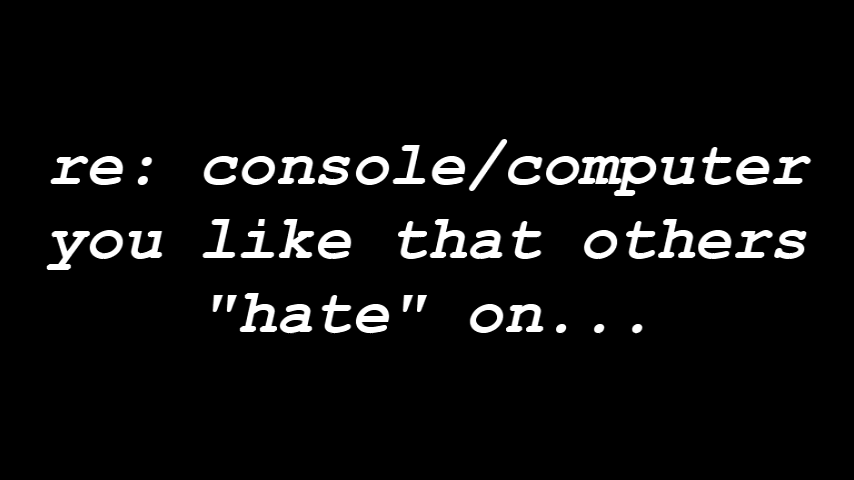 re: console/computer
you like that others
"hate" on...